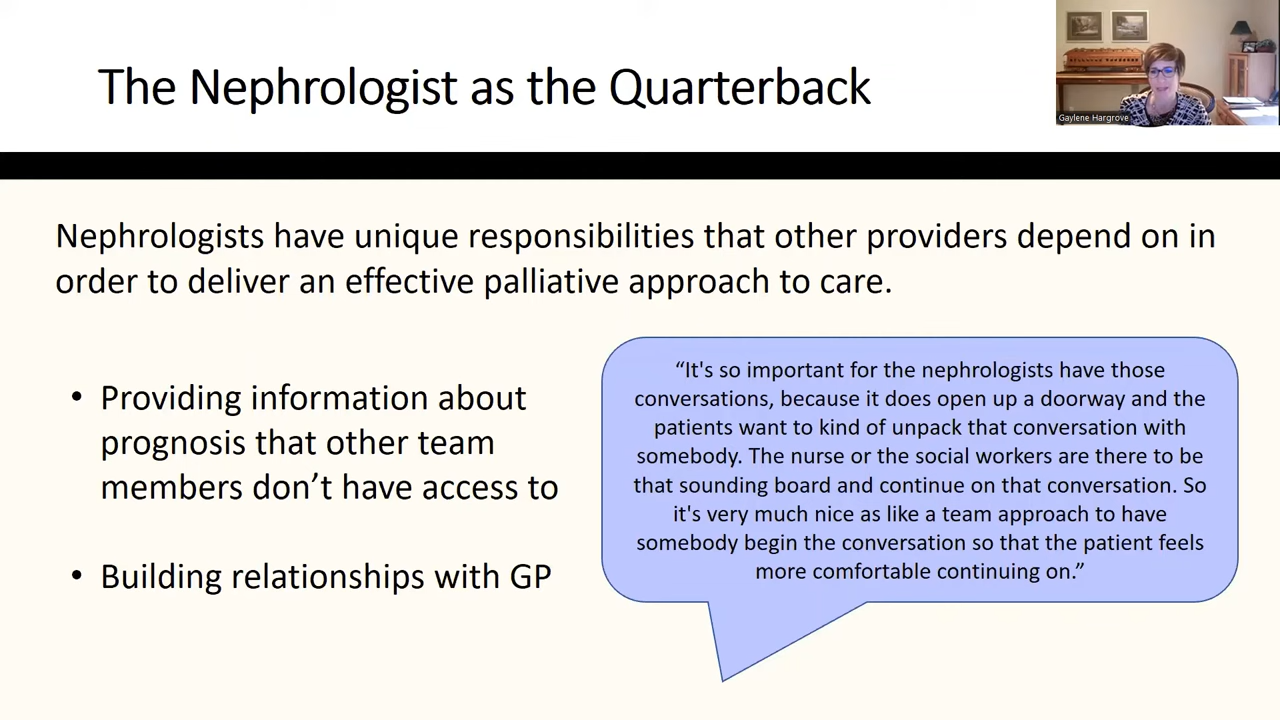 The Nephrologist as the Quarterback
Gaylene Hargrove
Nephrologists have unique responsibilities that other providers depend on in
order to deliver an effective palliative approach to care.
• Providing information about
prognosis that other team
members don’t have access to
• Building relationships with GP
“It's so important for the nephrologists have those
conversations, because it does open up a doorway and the
patients want to kind of unpack that conversation with
somebody. The nurse or the social workers are there to be
that sounding board and continue on that conversation. So
it's very much nice as like a team approach to have
somebody begin the conversation so that the patient feels
more comfortable continuing on.”